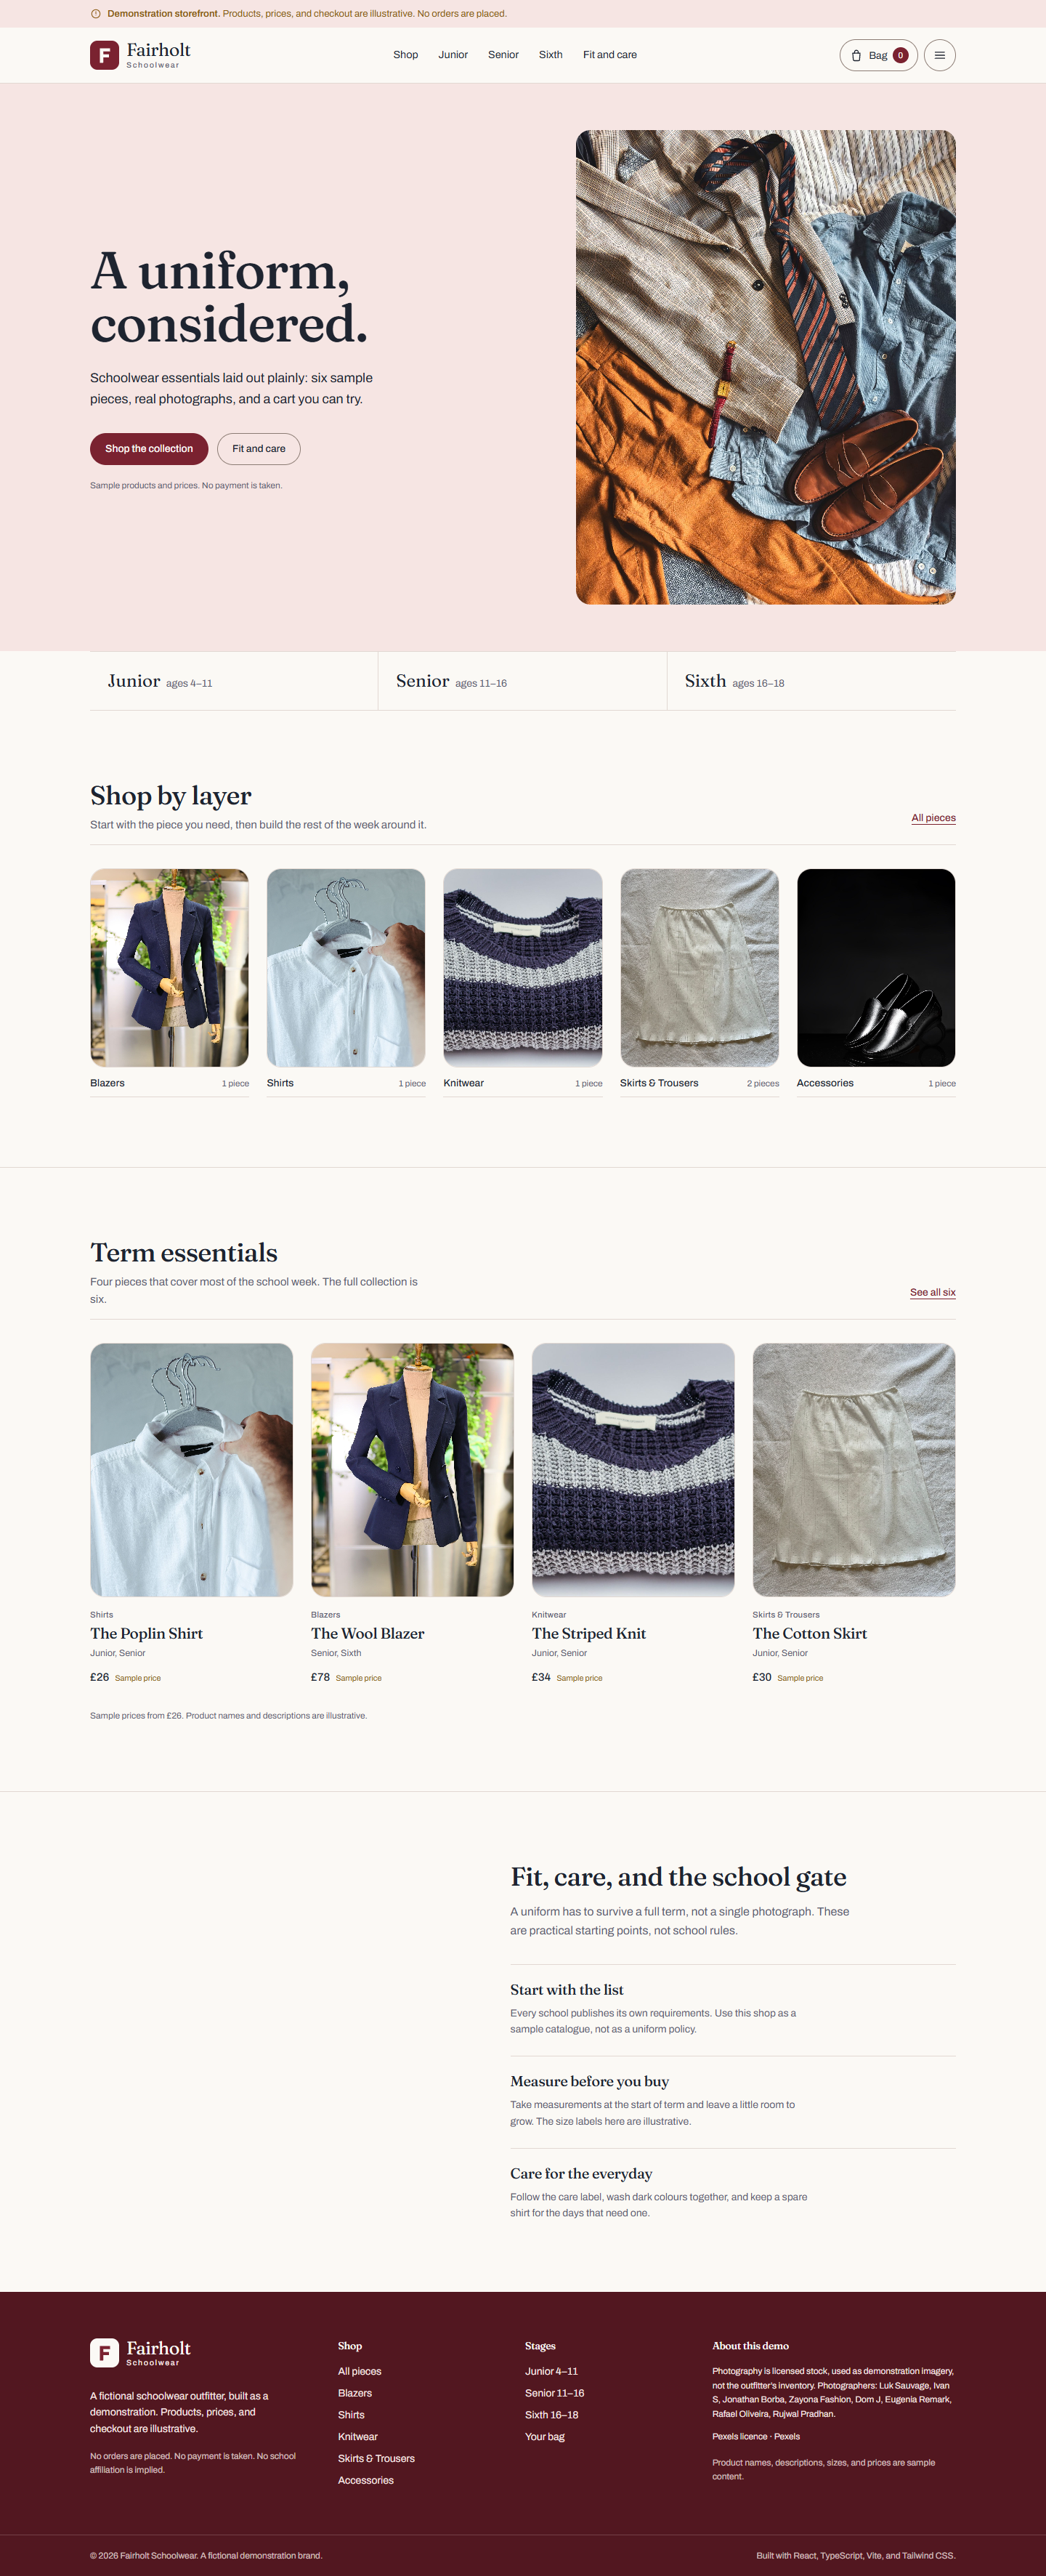 Demonstration storefront. Products, prices, and checkout are illustrative. No orders are placed.
F Fairholt
Schoolwear
Shop Junior Senior Sixth Fit and care
Bag 0
A uniform,
considered.
Schoolwear essentials laid out plainly: six sample
pieces, real photographs, and a cart you can try.
Shop the collection Fit and care
Sample products and prices. No payment is taken.
Junior ages 4–11 Senior ages 11–16 Sixth ages 16–18
Shop by layer
Start with the piece you need, then build the rest of the week around it.
All pieces
Blazers 1 piece Shirts 1 piece Knitwear 1 piece Skirts & Trousers 2 pieces Accessories 1 piece
Term essentials
Four pieces that cover most of the school week. The full collection is
six.
See all six
Shirts
The Poplin Shirt
Junior, Senior
£26 Sample price
Blazers
The Wool Blazer
Senior, Sixth
£78 Sample price
Knitwear
The Striped Knit
Junior, Senior
£34 Sample price
Skirts & Trousers
The Cotton Skirt
Junior, Senior
£30 Sample price
Sample prices from £26. Product names and descriptions are illustrative.
Fit, care, and the school gate
A uniform has to survive a full term, not a single photograph. These
are practical starting points, not school rules.
Start with the list
Every school publishes its own requirements. Use this shop as a
sample catalogue, not as a uniform policy.
Measure before you buy
Take measurements at the start of term and leave a little room to
grow. The size labels here are illustrative.
Care for the everyday
Follow the care label, wash dark colours together, and keep a spare
shirt for the days that need one.
F Fairholt
Schoolwear
A fictional schoolwear outfitter, built as a
demonstration. Products, prices, and
checkout are illustrative.
No orders are placed. No payment is taken. No school
affiliation is implied.
Shop
All pieces
Blazers
Shirts
Knitwear
Skirts & Trousers
Accessories
Stages
Junior 4–11
Senior 11–16
Sixth 16–18
Your bag
About this demo
Photography is licensed stock, used as demonstration imagery,
not the outfitter's inventory. Photographers: Luk Sauvage, Ivan
S, Jonathan Borba, Zayona Fashion, Dom J, Eugenia Remark,
Rafael Oliveira, Rujwal Pradhan.
Pexels licence · Pexels
Product names, descriptions, sizes, and prices are sample
content.
© 2026 Fairholt Schoolwear. A fictional demonstration brand.
Built with React, TypeScript, Vite, and Tailwind CSS.